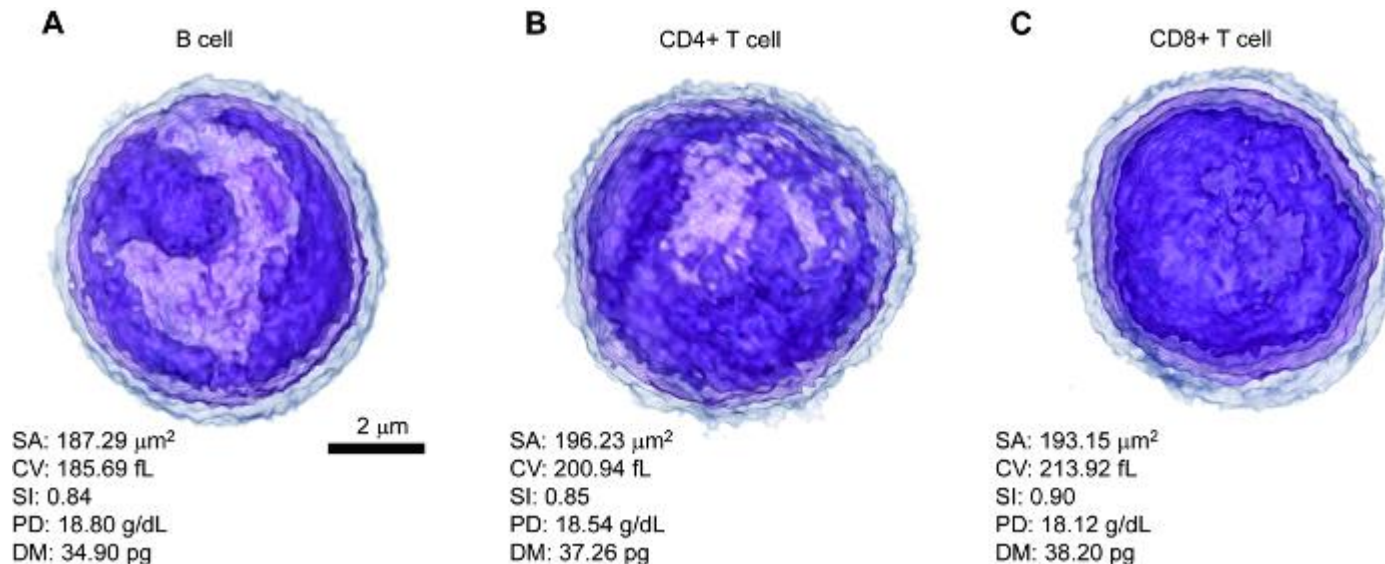 A
B cell
B
CD4+ T cell
C
CD8+ T cell
2 μm
SA: 187.29 μm²
CV: 185.69 fL
SI: 0.84
PD: 18.80 g/dL
DM: 34.90 pg
SA: 196.23 μm²
CV: 200.94 fL
SI: 0.85
PD: 18.54 g/dL
DM: 37.26 pg
SA: 193.15 μm²
CV: 213.92 fL
SI: 0.90
PD: 18.12 g/dL
DM: 38.20 pg